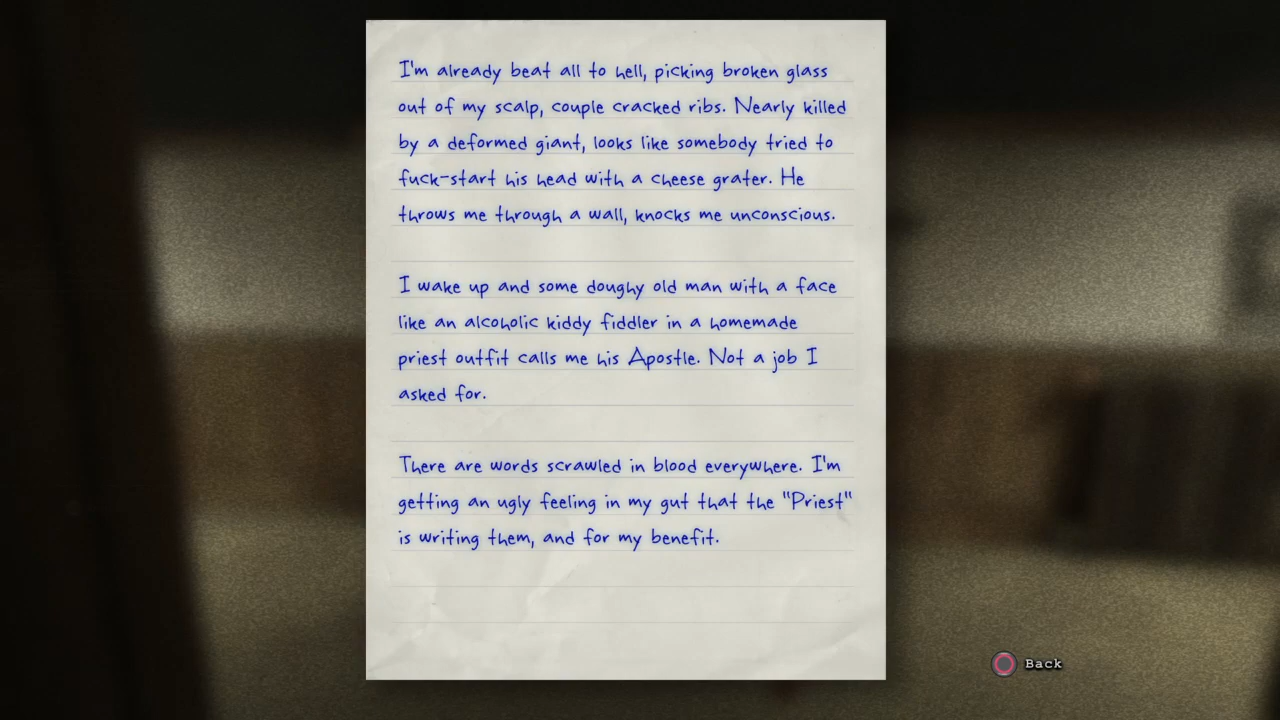 I'm already beat all to hell, picking broken glass
out of my scalp, couple cracked ribs. Nearly killed
by a deformed giant, looks like somebody tried to
fuck-start his head with a cheese grater. He
throws me through a wall, knocks me unconscious.
I wake up and some doughy old man with a face
like an alcoholic kiddy fiddler in a homemade
priest outfit calls me his Apostle. Not a job I
asked for.
There are words scrawled in blood everywhere. I'm
getting an ugly feeling in my gut that the "Priest"
is writing them, and for my benefit.
Back